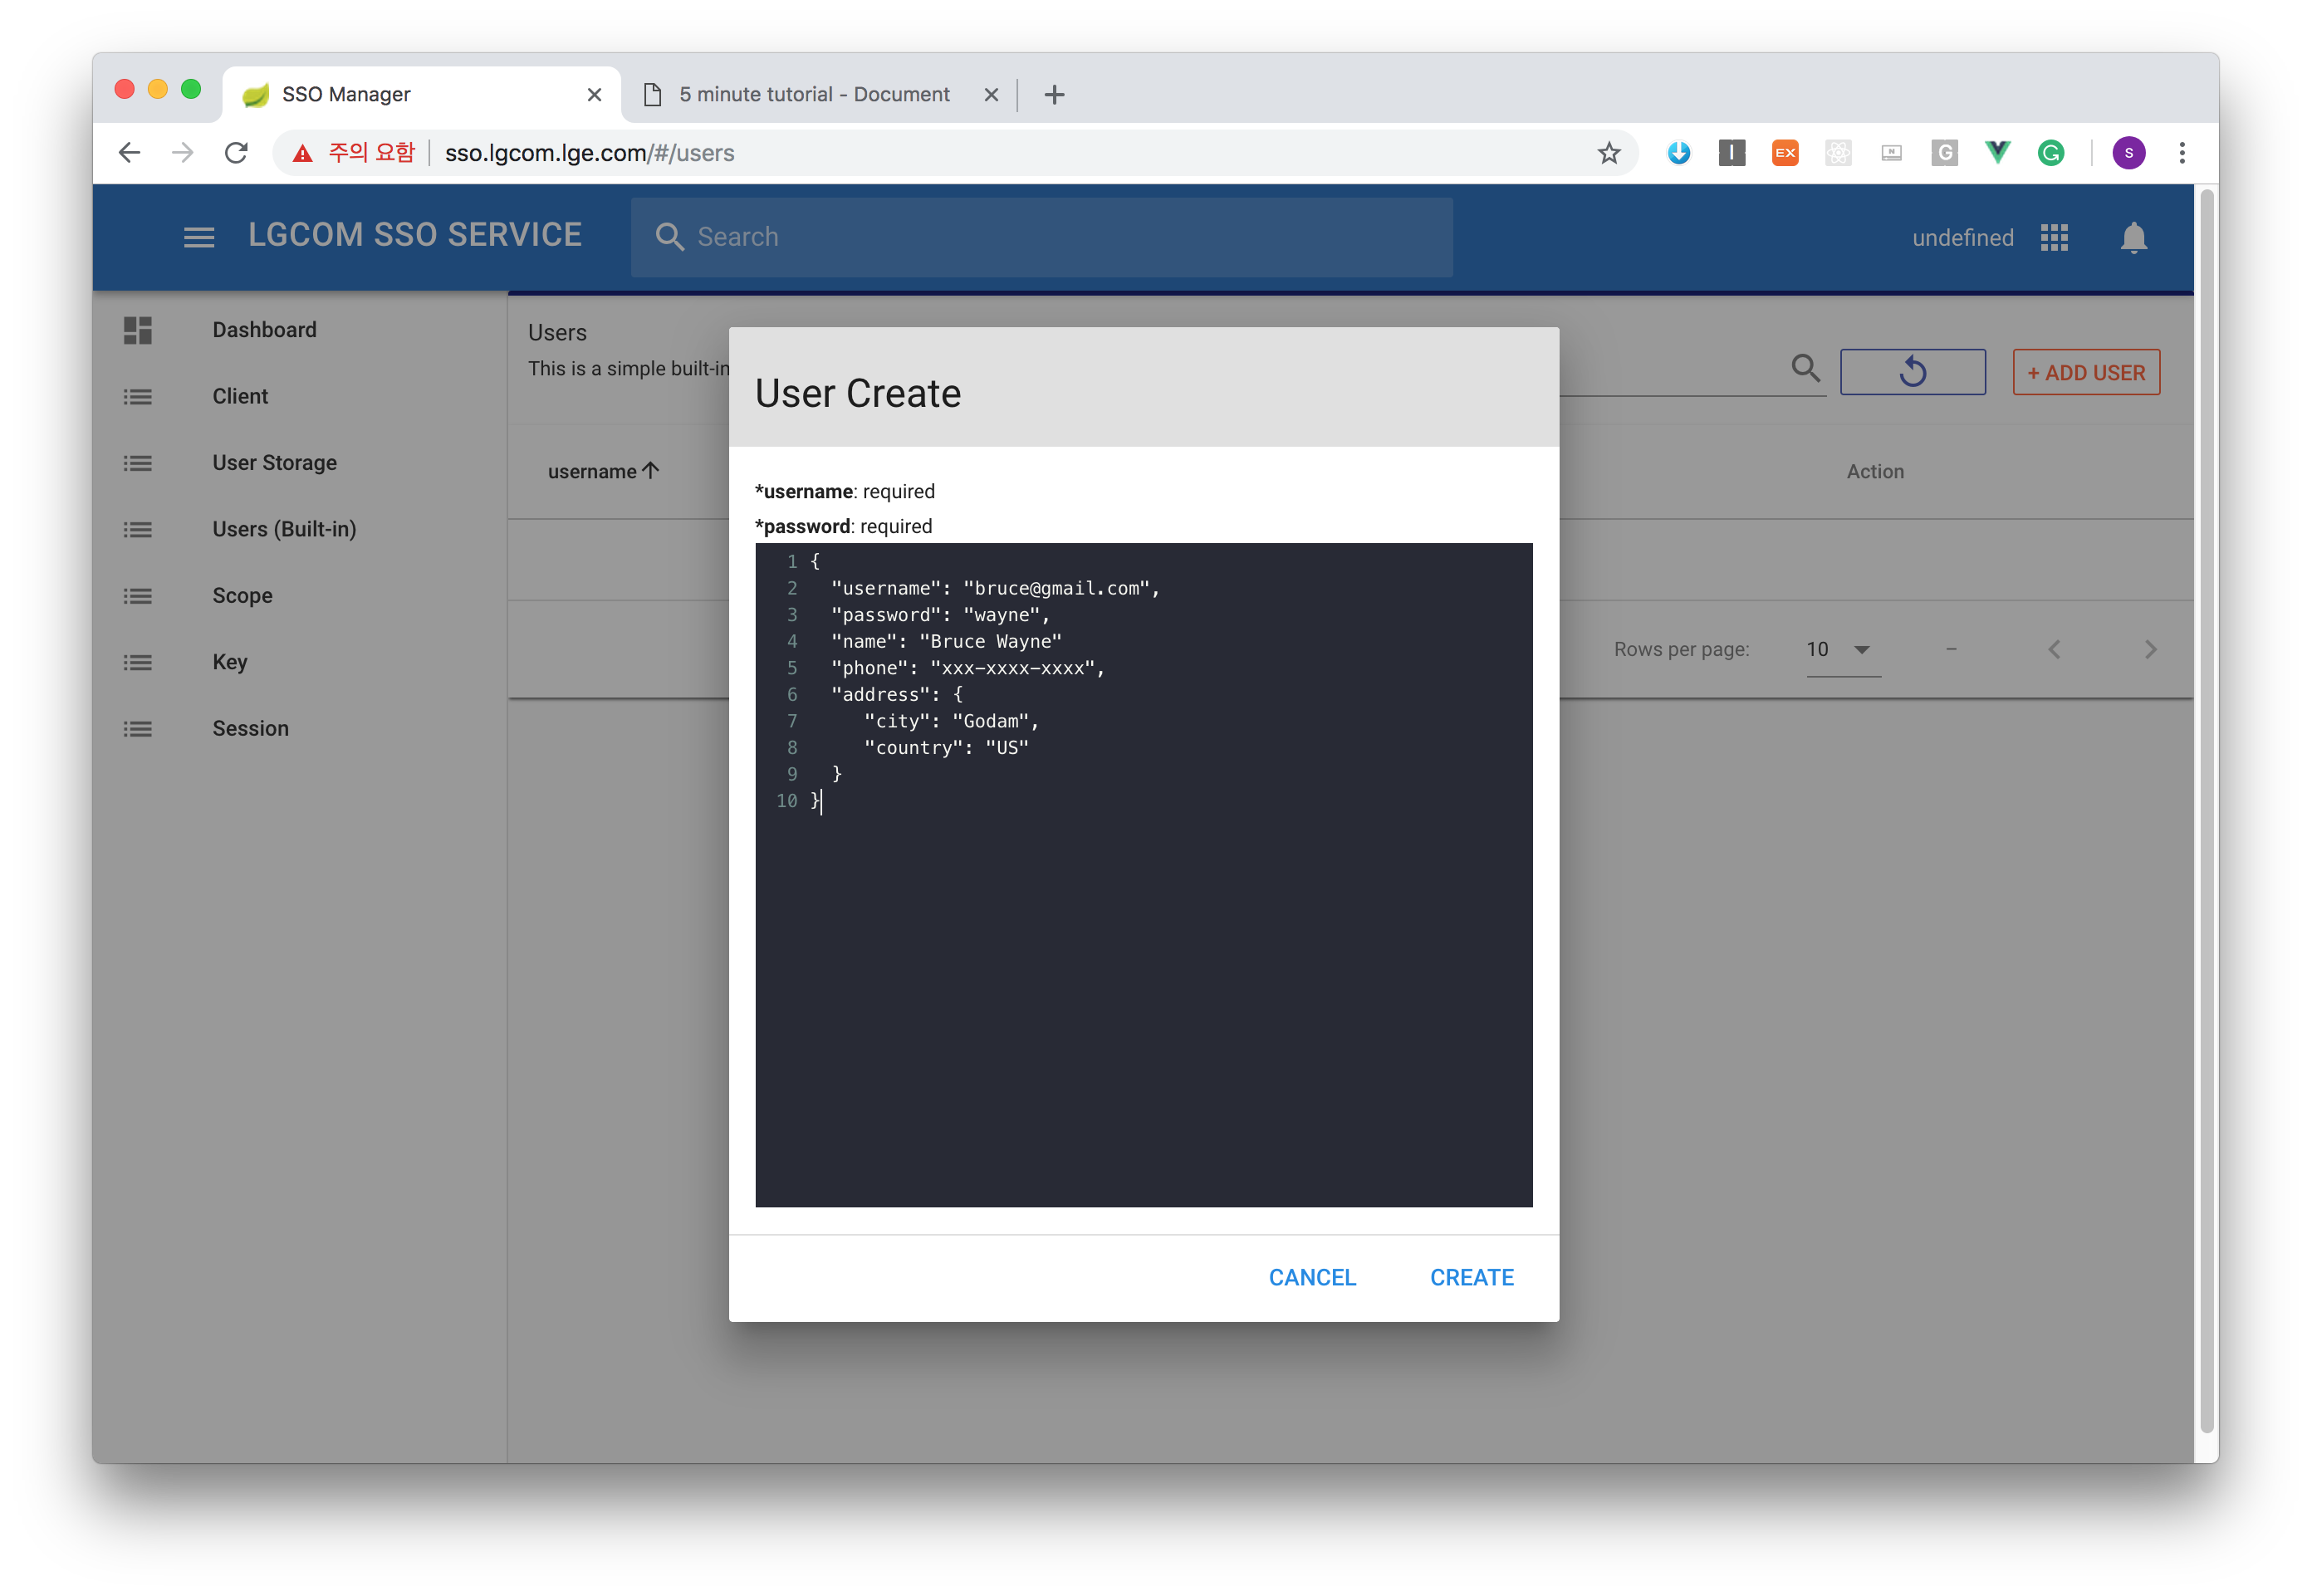 SSO Manager
5 minute tutorial - Document
주의 요함
sso.lgcom.lge.com/#/users
I
EX
N
G
G
S
LGCOM SSO SERVICE
Search
undefined
Dashboard
Client
User Storage
Users (Built-in)
Scope
Key
Session
Users
This is a simple built-in
+ ADD USER
username
Action
Rows per page:
10
–
User Create
*username: required
*password: required
1 {
2 "username": "bruce@gmail.com",
3 "password": "wayne",
4 "name": "Bruce Wayne"
5 "phone": "xxx-xxxx-xxxx",
6 "address": {
7 "city": "Godam",
8 "country": "US"
9 }
10 }
CANCEL
CREATE